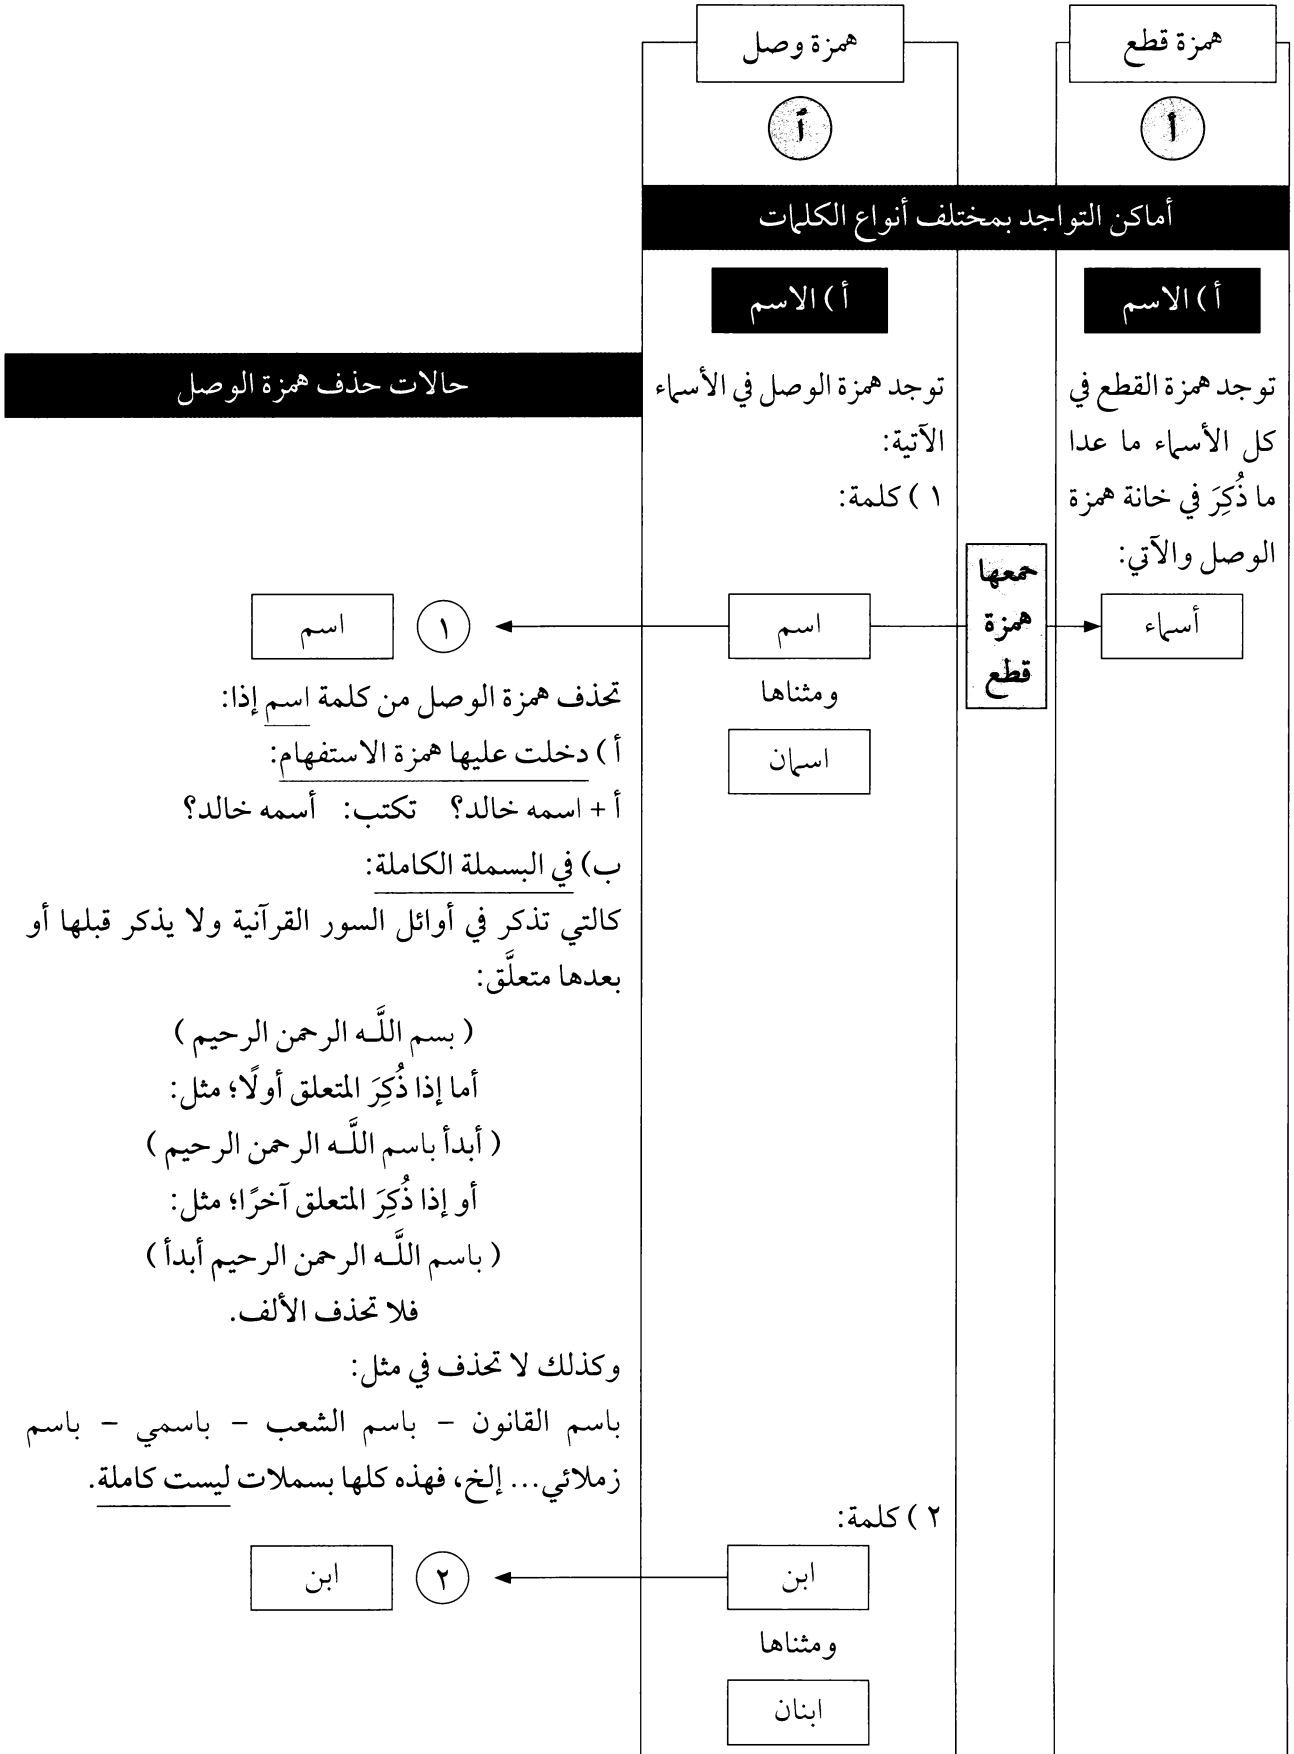 همزة قطع
همزة وصل
أ
ٱ
أماكن التواجد بمختلف أنواع الكلمات
أ ) الاسم
أ ) الاسم
توجد همزة القطع في
كل الأسماء ما عدا
ما ذُكِرَ في خانة همزة
الوصل والآتي:
أسماء
جمعها
همزة
قطع
توجد همزة الوصل في الأسماء
الآتية:
١ ) كلمة:
اسم
ومثناها
اسمان
حالات حذف همزة الوصل
١ اسم
تحذف همزة الوصل من كلمة اسم إذا:
أ ) دخلت عليها همزة الاستفهام:
أ + اسمه خالد؟ تكتب: أسمه خالد؟
ب) في البسملة الكاملة:
كالتي تذكر في أوائل السور القرآنية ولا يذكر قبلها أو
بعدها متعلَّق:
( بسم اللَّـه الرحمن الرحيم )
أما إذا ذُكِرَ المتعلق أولًا؛ مثل:
( أبدأ باسم اللَّـه الرحمن الرحيم )
أو إذا ذُكِرَ المتعلق آخرًا؛ مثل:
( باسم اللَّـه الرحمن الرحيم أبدأ )
فلا تحذف الألف.
وكذلك لا تحذف في مثل:
باسم القانون – باسم الشعب – باسمي – باسم
زملائي... إلخ، فهذه كلها بسملات ليست كاملة.
٢ ) كلمة:
ابن
ومثناها
ابنان
٢ ابن